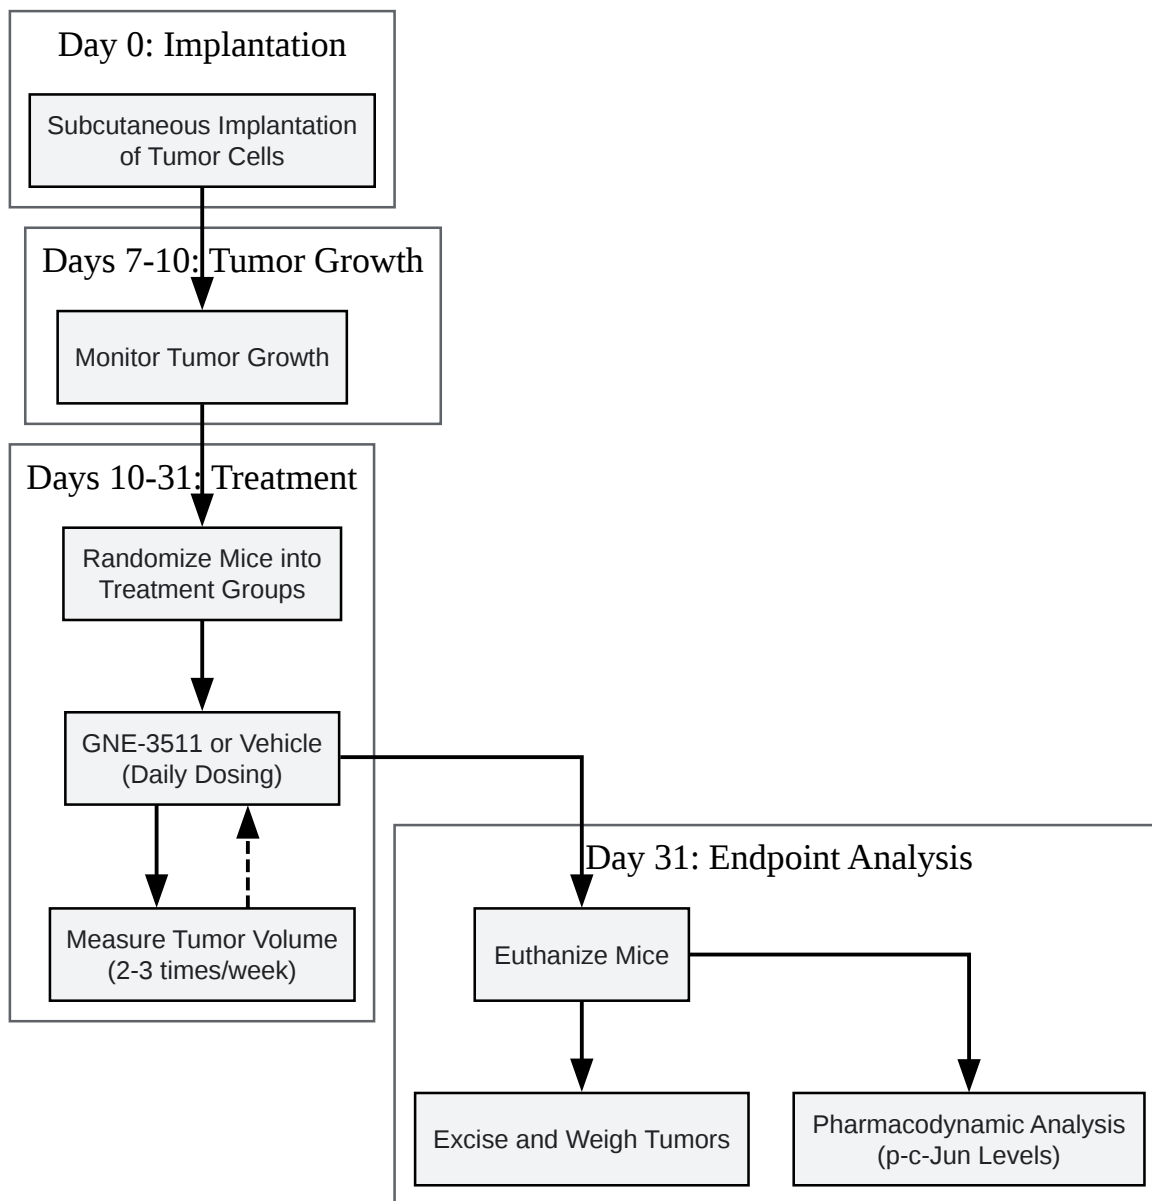 Day 0: Implantation
Subcutaneous Implantation
of Tumor Cells
Days 7-10: Tumor Growth
Monitor Tumor Growth
Days 10-31: Treatment
Randomize Mice into
Treatment Groups
GNE-3511 or Vehicle
(Daily Dosing)
Measure Tumor Volume
(2-3 times/week)
Day 31: Endpoint Analysis
Euthanize Mice
Excise and Weigh Tumors
Pharmacodynamic Analysis
(p-c-Jun Levels)